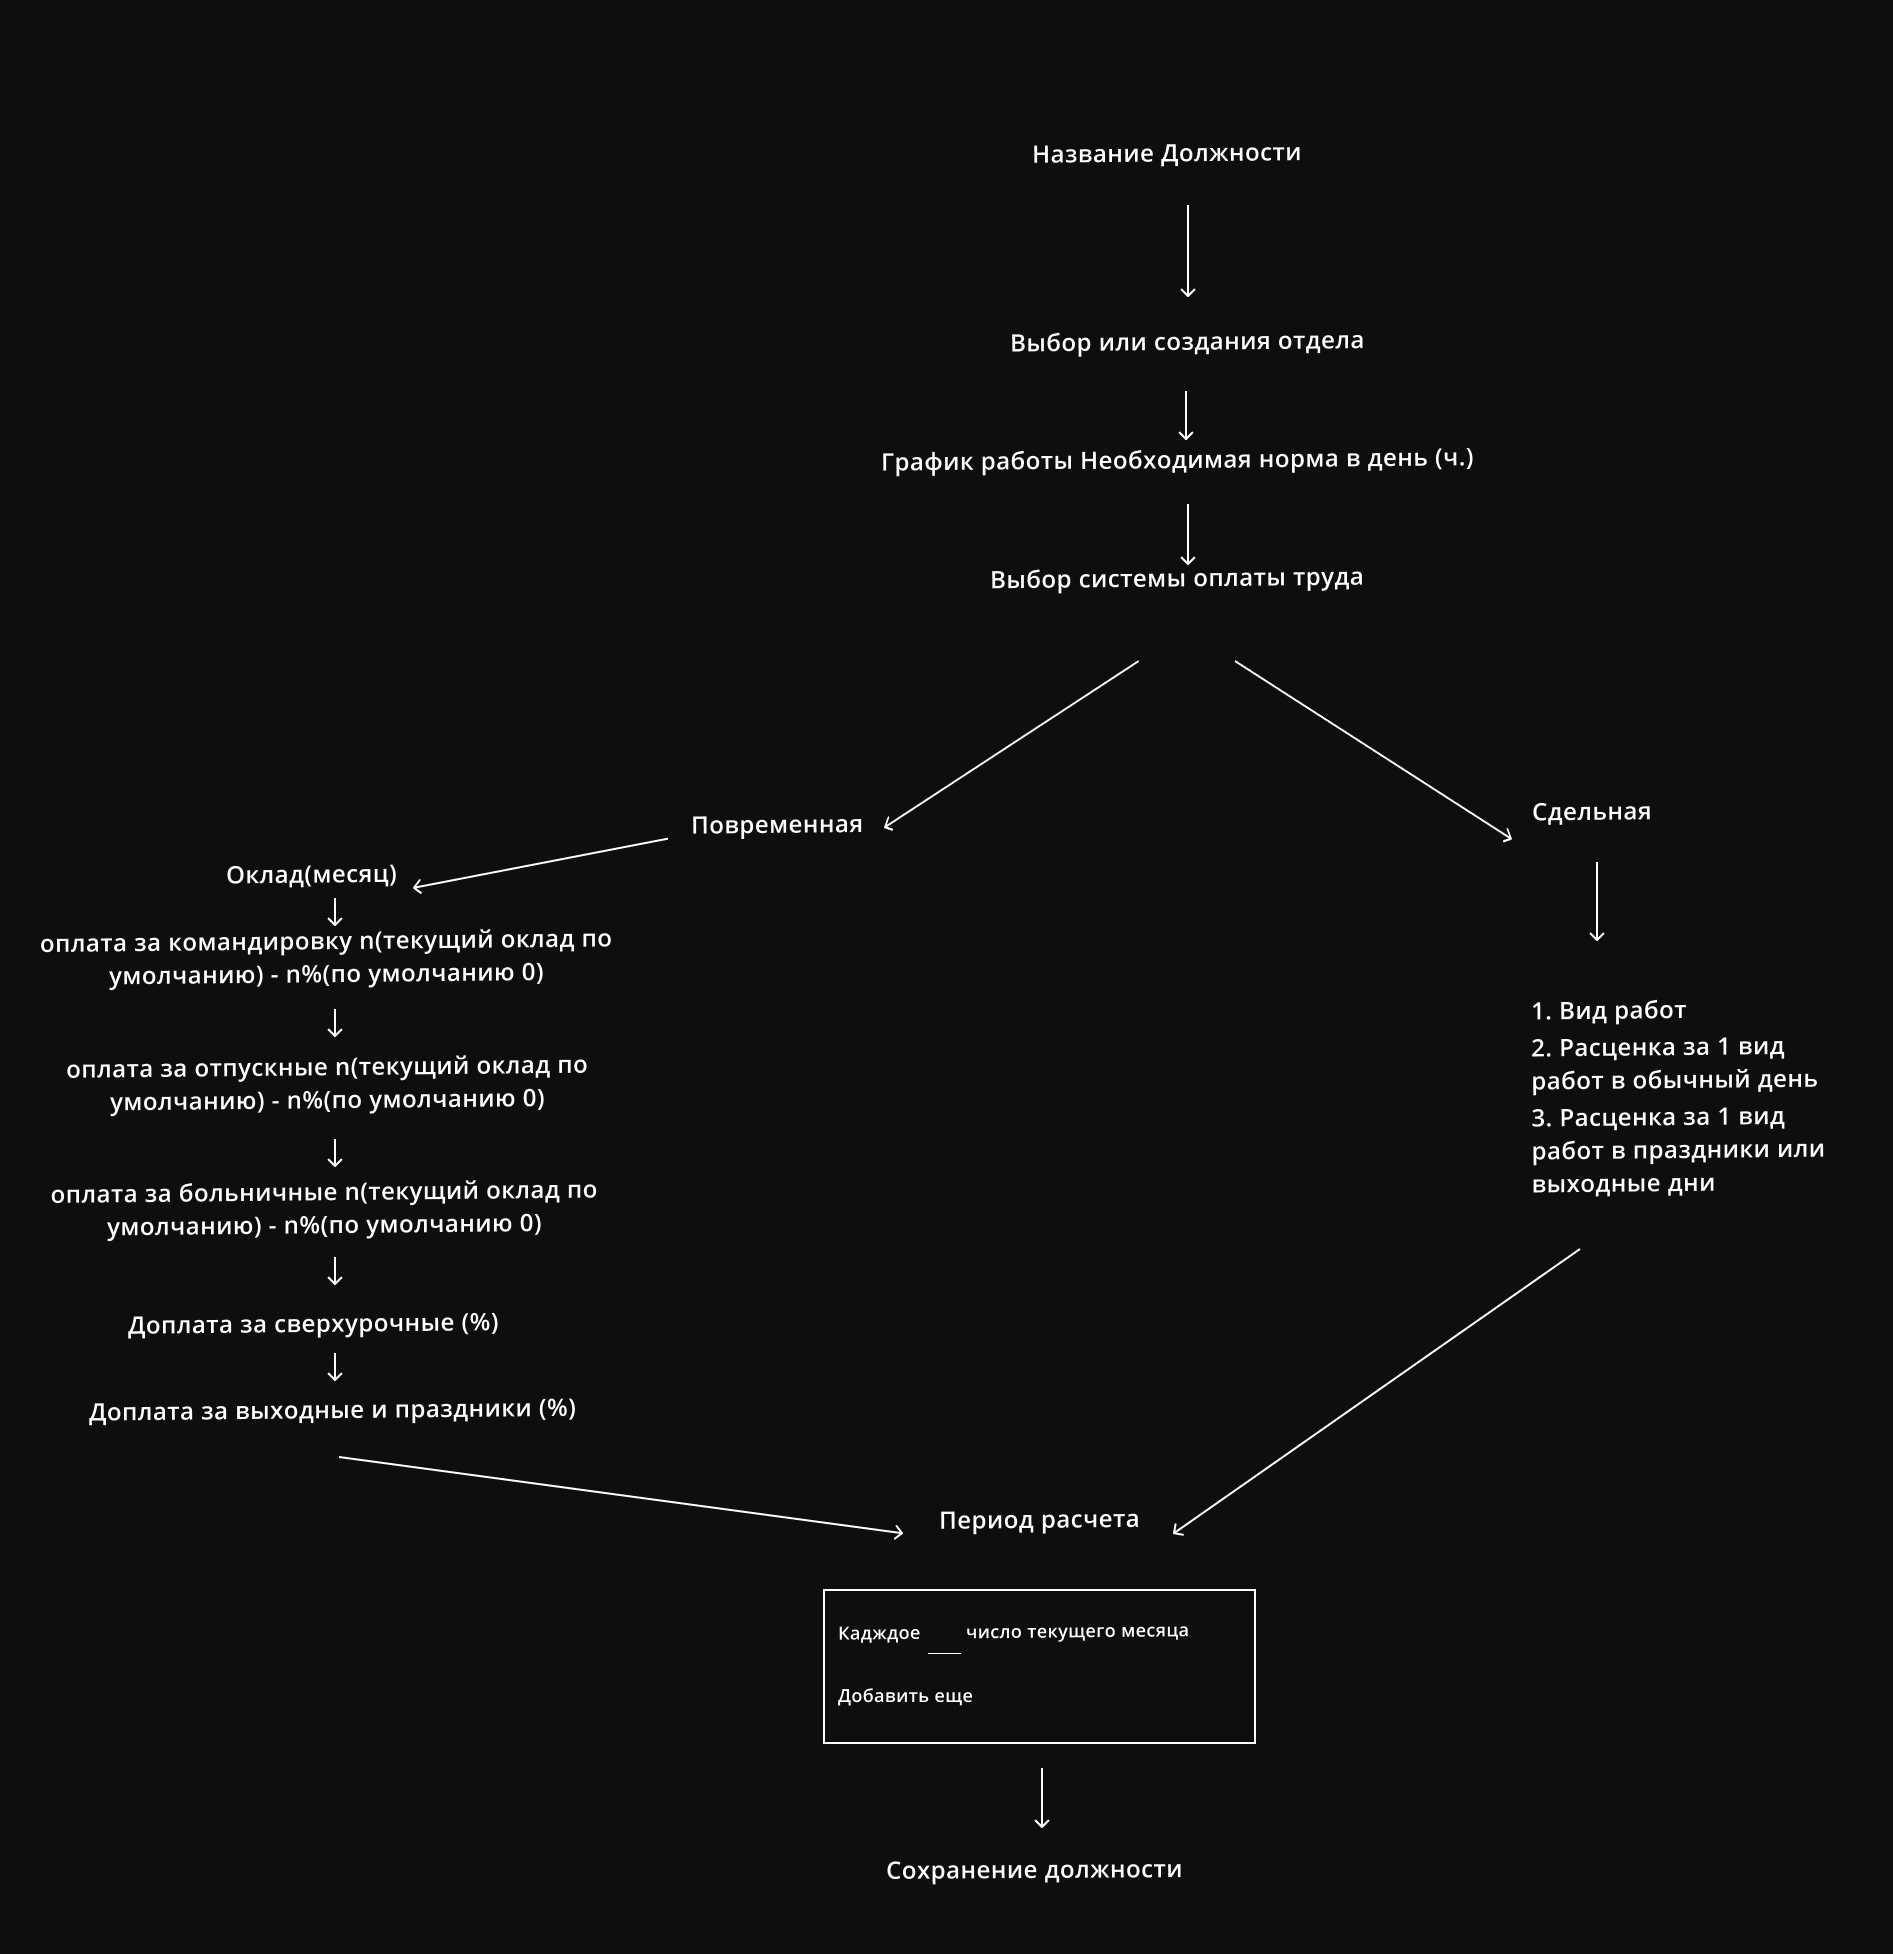 Название Должности
Выбор или создания отдела
График работы Необходимая норма в день (ч.)
Выбор системы оплаты труда
Повременная
Сдельная
Оклад(месяц)
оплата за командировку n(текущий оклад по
умолчанию) - n%(по умолчанию 0)
оплата за отпускные n(текущий оклад по
умолчанию) - n%(по умолчанию 0)
оплата за больничные n(текущий оклад по
умолчанию) - n%(по умолчанию 0)
Доплата за сверхурочные (%)
Доплата за выходные и праздники (%)
1. Вид работ
2. Расценка за 1 вид
работ в обычный день
3. Расценка за 1 вид
работ в праздники или
выходные дни
Период расчета
Кадждое ___ число текущего месяца
Добавить еще
Сохранение должности